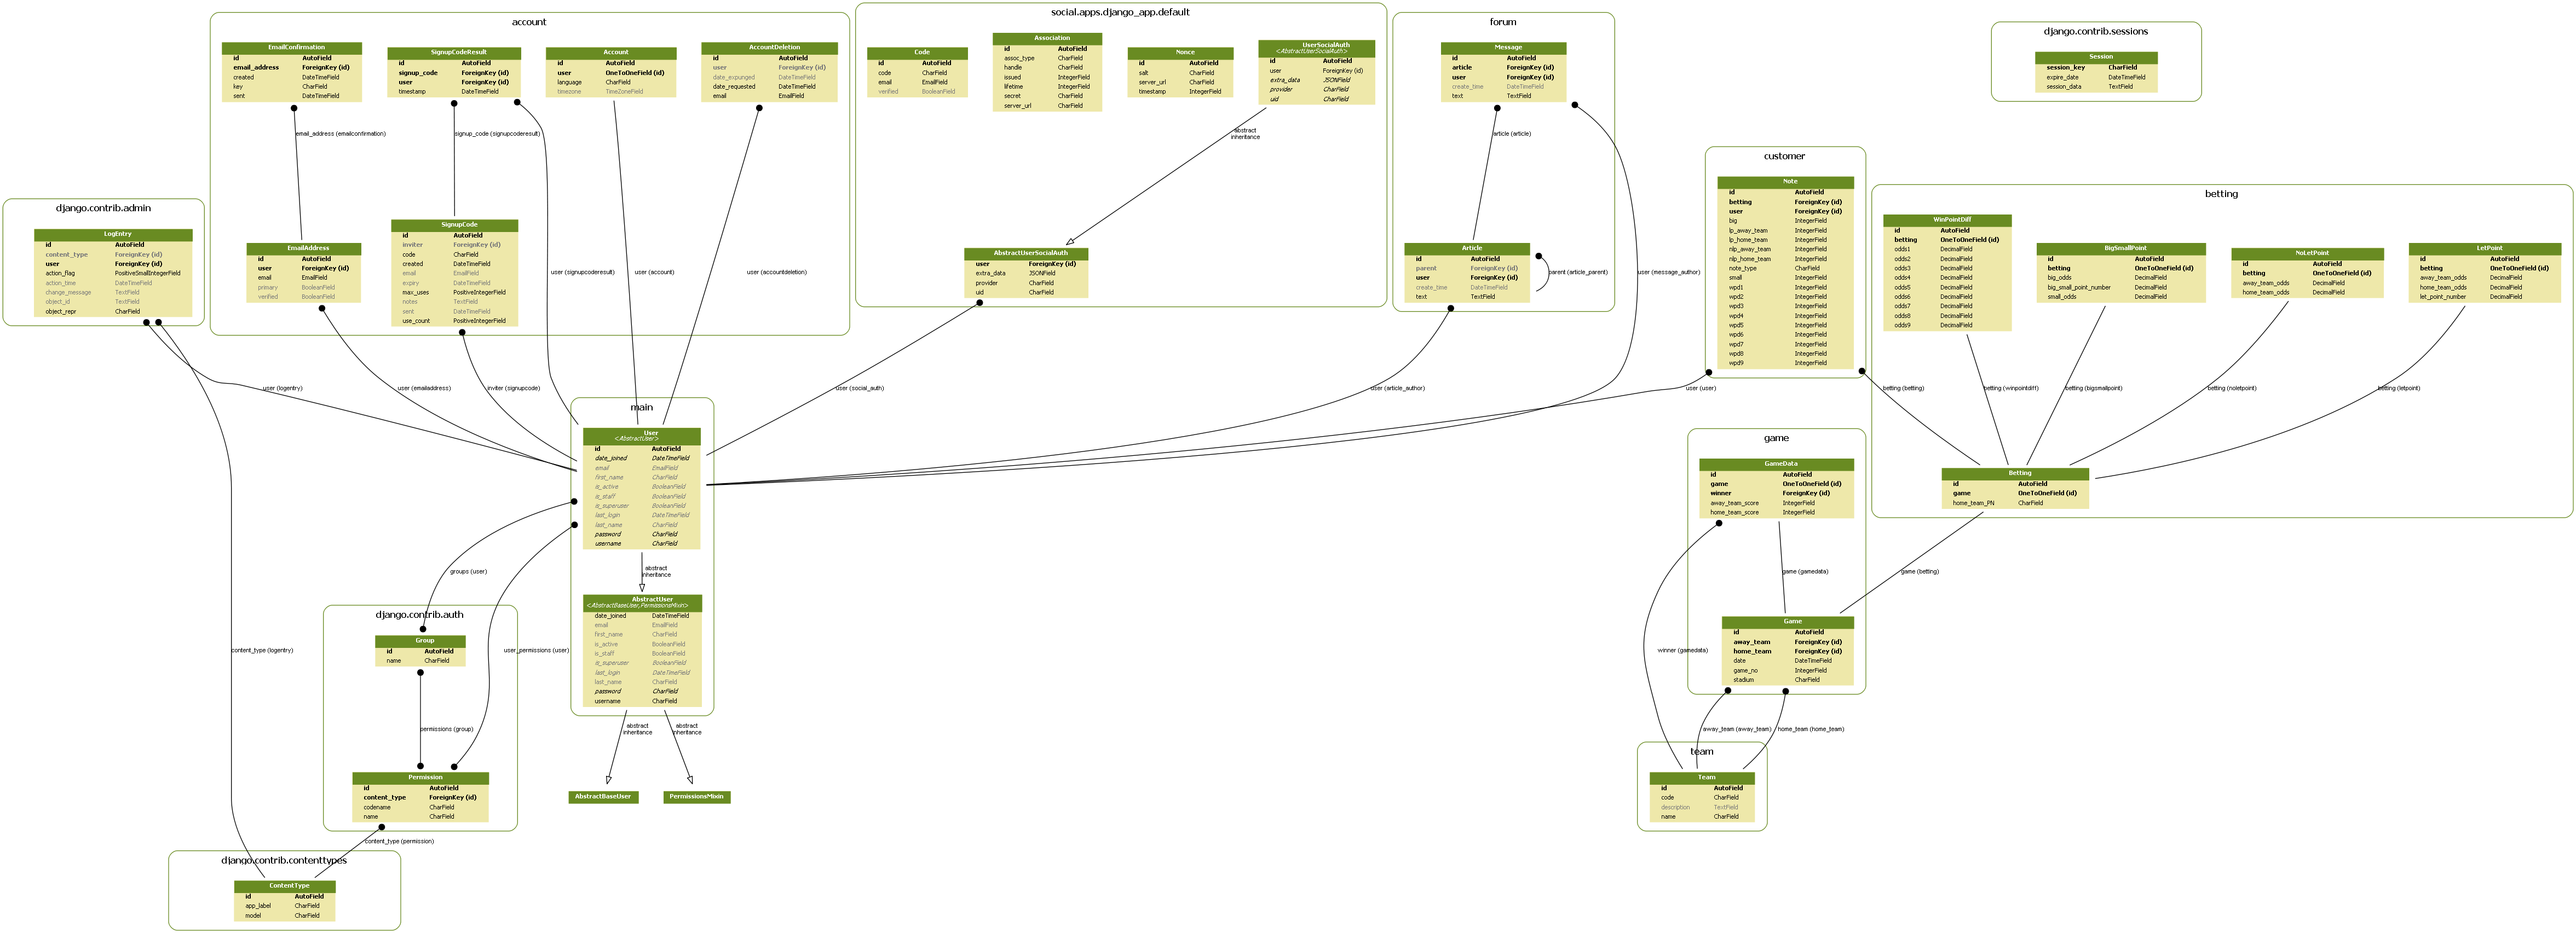 account
EmailConfirmation
id AutoField
email_address ForeignKey (id)
created DateTimeField
key CharField
sent DateTimeField
SignupCodeResult
id AutoField
signup_code ForeignKey (id)
user ForeignKey (id)
timestamp DateTimeField
Account
id AutoField
user OneToOneField (id)
language CharField
timezone TimeZoneField
AccountDeletion
id AutoField
user ForeignKey (id)
date_expunged DateTimeField
date_requested DateTimeField
email EmailField
email_address (emailconfirmation)
signup_code (signupcoderesult)
EmailAddress
id AutoField
user ForeignKey (id)
email EmailField
primary BooleanField
verified BooleanField
SignupCode
id AutoField
inviter ForeignKey (id)
code CharField
created DateTimeField
email EmailField
expiry DateTimeField
max_uses PositiveIntegerField
notes TextField
sent DateTimeField
use_count PositiveIntegerField
user (signupcoderesult)
user (account)
user (accountdeletion)
social.apps.django_app.default
Code
id AutoField
code CharField
email EmailField
verified BooleanField
Association
id AutoField
assoc_type CharField
handle CharField
issued IntegerField
lifetime IntegerField
secret CharField
server_url CharField
Nonce
id AutoField
salt CharField
server_url CharField
timestamp IntegerField
UserSocialAuth
<AbstractUserSocialAuth>
id AutoField
user ForeignKey (id)
extra_data JSONField
provider CharField
uid CharField
abstract
inheritance
AbstractUserSocialAuth
user ForeignKey (id)
extra_data JSONField
provider CharField
uid CharField
forum
Message
id AutoField
article ForeignKey (id)
user ForeignKey (id)
create_time DateTimeField
text TextField
article (article)
Article
id AutoField
parent ForeignKey (id)
user ForeignKey (id)
create_time DateTimeField
text TextField
parent (article_parent)
user (message_author)
django.contrib.sessions
Session
session_key CharField
expire_date DateTimeField
session_data TextField
customer
Note
id AutoField
betting ForeignKey (id)
user ForeignKey (id)
big IntegerField
lp_away_team IntegerField
lp_home_team IntegerField
nlp_away_team IntegerField
nlp_home_team IntegerField
note_type CharField
small IntegerField
wpd1 IntegerField
wpd2 IntegerField
wpd3 IntegerField
wpd4 IntegerField
wpd5 IntegerField
wpd6 IntegerField
wpd7 IntegerField
wpd8 IntegerField
wpd9 IntegerField
betting
WinPointDiff
id AutoField
betting OneToOneField (id)
odds1 DecimalField
odds2 DecimalField
odds3 DecimalField
odds4 DecimalField
odds5 DecimalField
odds6 DecimalField
odds7 DecimalField
odds8 DecimalField
odds9 DecimalField
BigSmallPoint
id AutoField
betting OneToOneField (id)
big_odds DecimalField
big_small_point_number DecimalField
small_odds DecimalField
NoLetPoint
id AutoField
betting OneToOneField (id)
away_team_odds DecimalField
home_team_odds DecimalField
LetPoint
id AutoField
betting OneToOneField (id)
away_team_odds DecimalField
home_team_odds DecimalField
let_point_number DecimalField
django.contrib.admin
LogEntry
id AutoField
content_type ForeignKey (id)
user ForeignKey (id)
action_flag PositiveSmallIntegerField
action_time DateTimeField
change_message TextField
object_id TextField
object_repr CharField
user (logentry)
user (emailaddress)
inviter (signupcode)
user (social_auth)
user (article_author)
user (user)
betting (betting)
betting (winpointdiff)
betting (bigsmallpoint)
betting (noletpoint)
betting (letpoint)
main
User
<AbstractUser>
id AutoField
date_joined DateTimeField
email EmailField
first_name CharField
is_active BooleanField
is_staff BooleanField
is_superuser BooleanField
last_login DateTimeField
last_name CharField
password CharField
username CharField
abstract
inheritance
AbstractUser
<AbstractBaseUser,PermissionsMixin>
date_joined DateTimeField
email EmailField
first_name CharField
is_active BooleanField
is_staff BooleanField
is_superuser BooleanField
last_login DateTimeField
last_name CharField
password CharField
username CharField
abstract
inheritance
abstract
inheritance
AbstractBaseUser
PermissionsMixin
game
GameData
id AutoField
game OneToOneField (id)
winner ForeignKey (id)
away_team_score IntegerField
home_team_score IntegerField
Betting
id AutoField
game OneToOneField (id)
home_team_PN CharField
game (gamedata)
game (betting)
Game
id AutoField
away_team ForeignKey (id)
home_team ForeignKey (id)
date DateTimeField
game_no IntegerField
stadium CharField
winner (gamedata)
away_team (away_team)
home_team (home_team)
team
Team
id AutoField
code CharField
description TextField
name CharField
groups (user)
django.contrib.auth
Group
id AutoField
name CharField
content_type (logentry)
user_permissions (user)
permissions (group)
Permission
id AutoField
content_type ForeignKey (id)
codename CharField
name CharField
content_type (permission)
django.contrib.contenttypes
ContentType
id AutoField
app_label CharField
model CharField